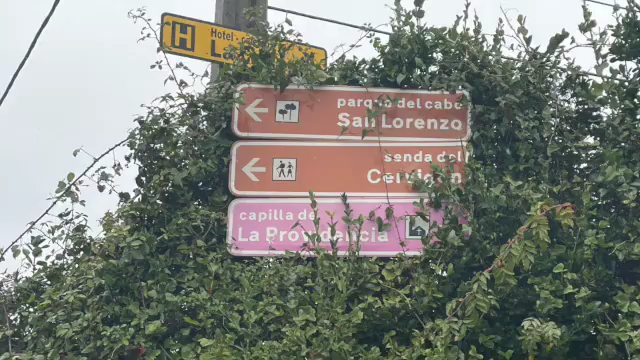 H Hotel
parque del cabo
San Lorenzo
senda del
Cervigón
capilla de
La Providencia